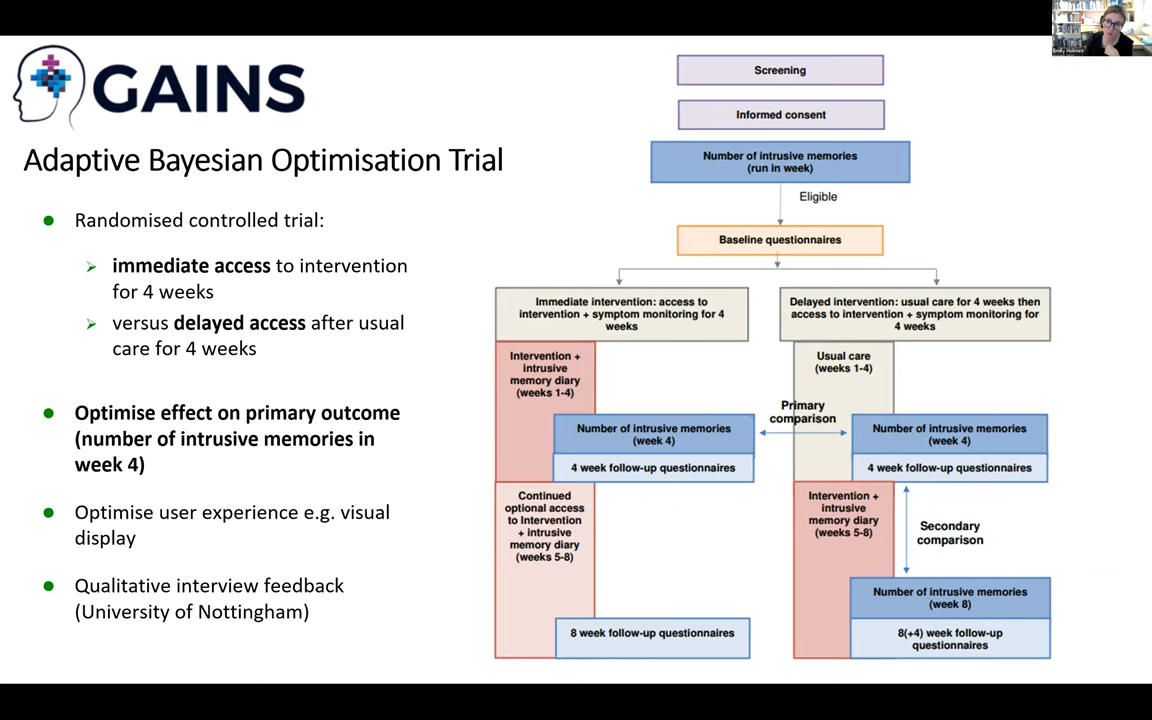 GAINS
Adaptive Bayesian Optimisation Trial
Randomised controlled trial:
immediate access to intervention
for 4 weeks
versus delayed access after usual
care for 4 weeks
Optimise effect on primary outcome
(number of intrusive memories in
week 4)
Optimise user experience e.g. visual
display
Qualitative interview feedback
(University of Nottingham)
Screening
Informed consent
Number of intrusive memories
(run in week)
Eligible
Baseline questionnaires
Immediate intervention: access to
intervention + symptom monitoring for 4
weeks
Delayed intervention: usual care for 4 weeks then
access to intervention + symptom monitoring for
4 weeks
Intervention +
intrusive
memory diary
(weeks 1-4)
Usual care
(weeks 1-4)
Primary
comparison
Number of intrusive memories
(week 4)
4 week follow-up questionnaires
Number of intrusive memories
(week 4)
4 week follow-up questionnaires
Continued
optional access
to Intervention
+ intrusive
memory diary
(weeks 5-8)
Intervention +
intrusive
memory diary
(weeks 5-8)
Secondary
comparison
8 week follow-up questionnaires
Number of intrusive memories
(week 8)
8(+4) week follow-up
questionnaires
Emily Holmes